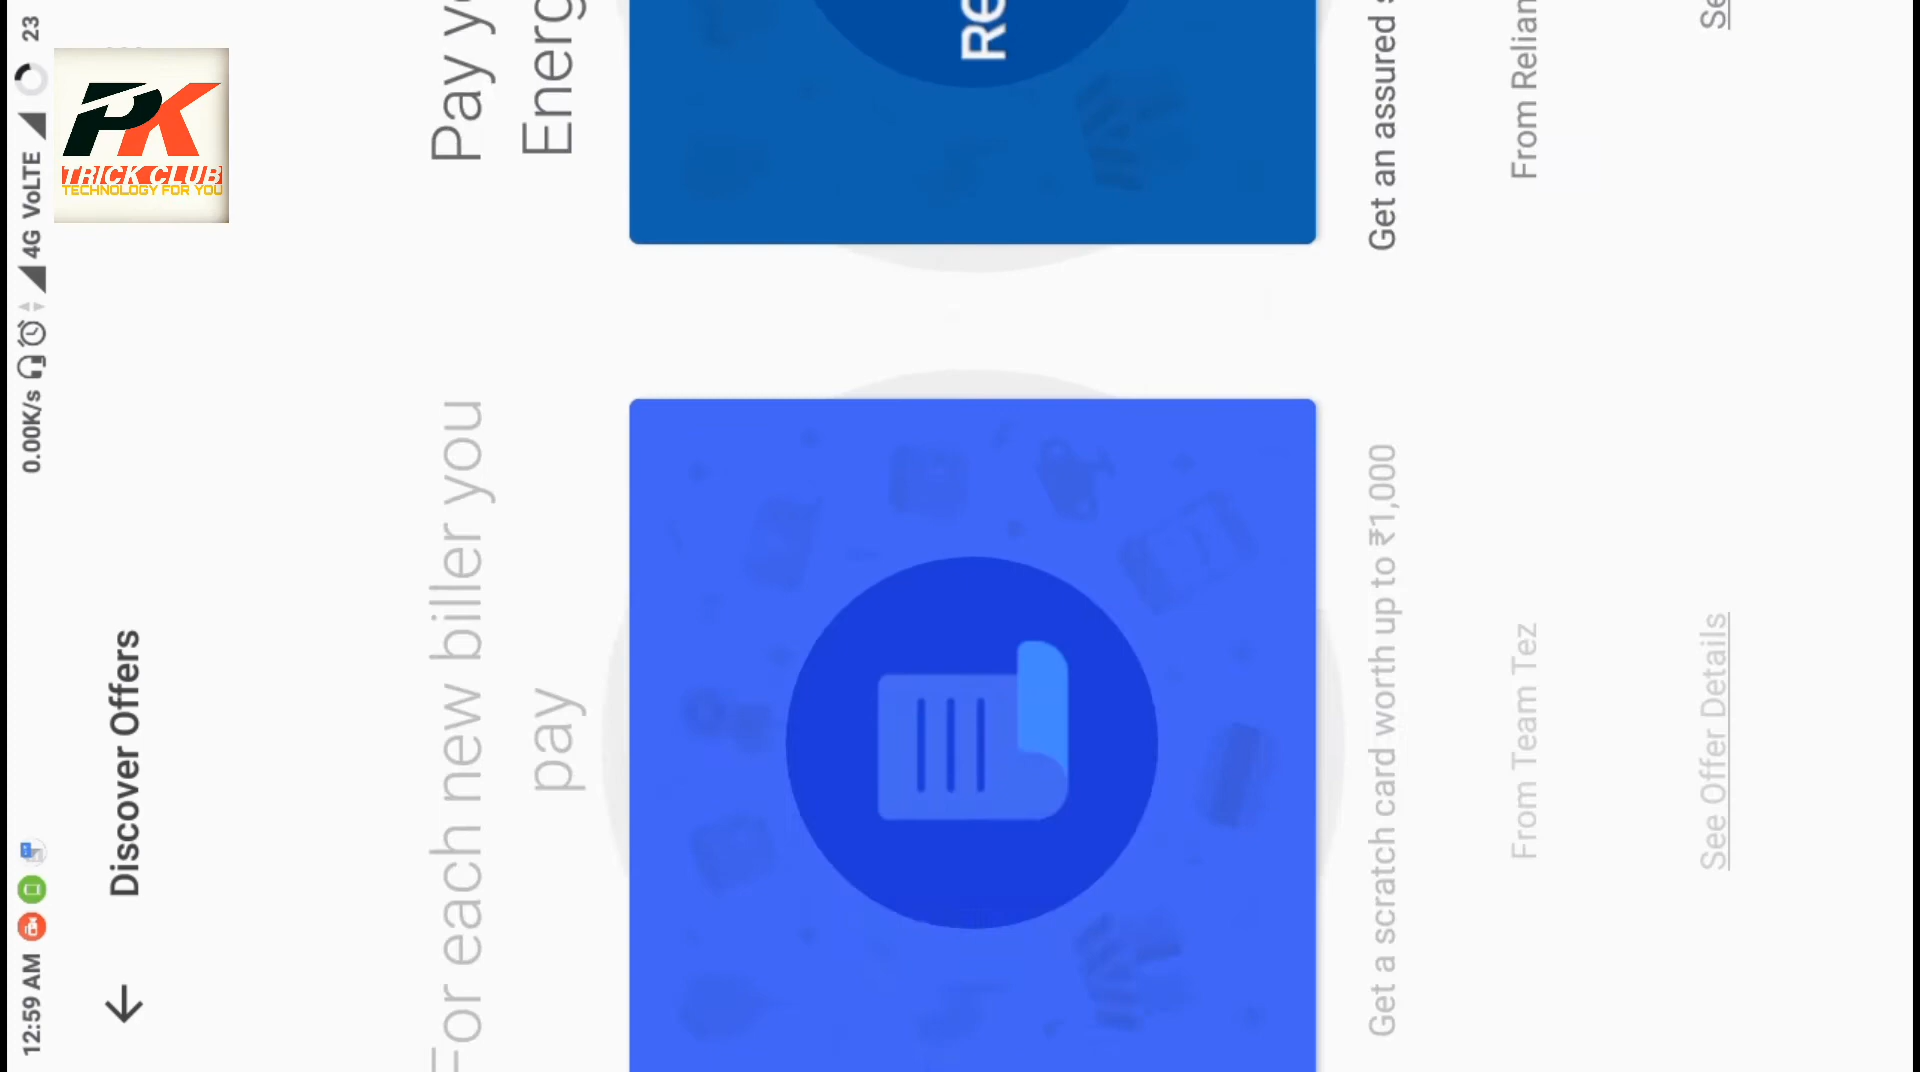 12:59 AM
0.00K/s
4G VoLTE
23
PK
TRICK CLUB
TECHNOLOGY FOR YOU
Discover Offers
For each new biller you
pay
Get a scratch card worth up to ₹1,000
From Team Tez
See Offer Details
Pay
Get an assured
From